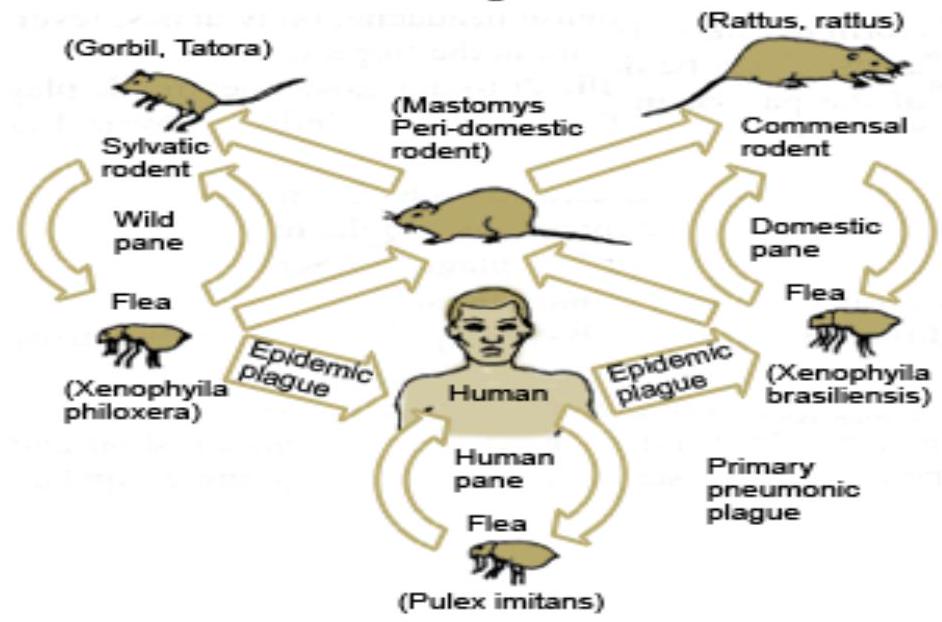 (Gorbil, Tatora)
(Rattus, rattus)
(Mastomys
Peri-domestic
rodent)
Sylvatic
rodent
Commensal
rodent
Wild
pane
Domestic
pane
Flea
Flea
(Xenophyila
philoxera)
Epidemic
plague
Human
Epidemic
plague
(Xenophyila
brasiliensis)
Human
pane
Primary
pneumonic
plague
Flea
(Pulex imitans)